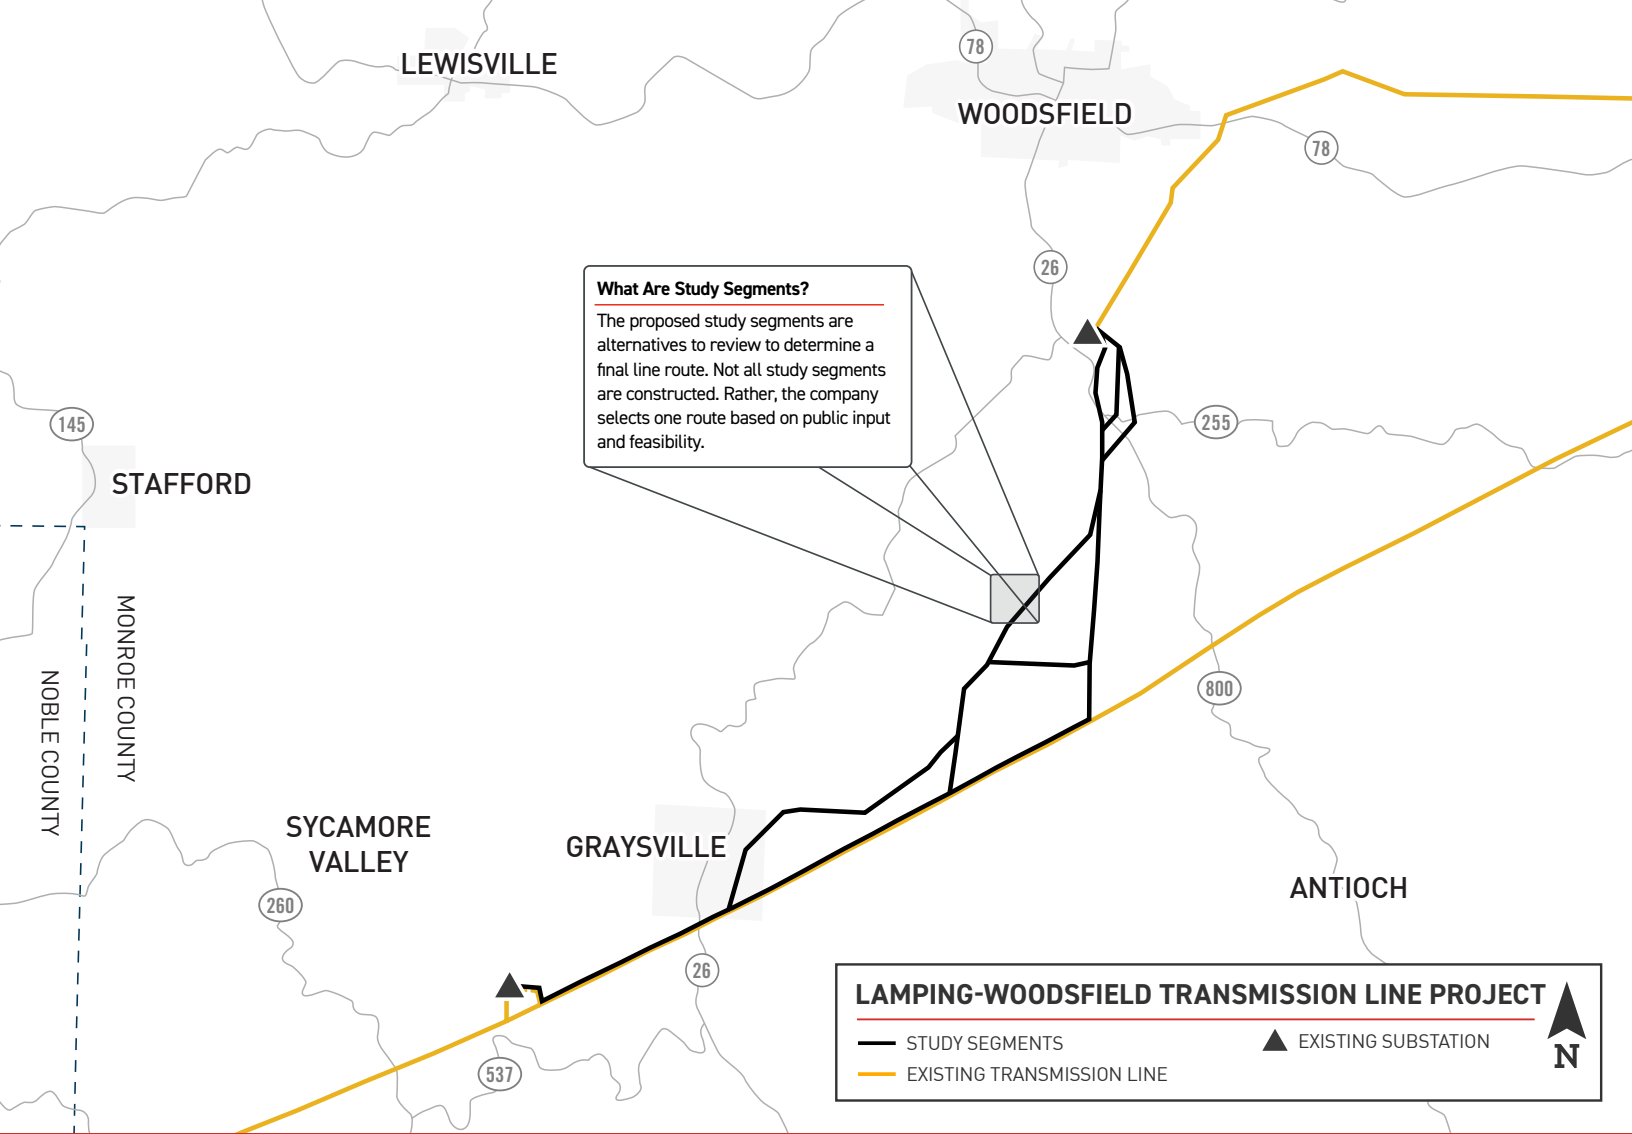 LEWISVILLE
78
WOODSFIELD
78
26
What Are Study Segments?
The proposed study segments are
alternatives to review to determine a
final line route. Not all study segments
are constructed. Rather, the company
selects one route based on public input
and feasibility.
145
255
STAFFORD
MONROE COUNTY
NOBLE COUNTY
800
SYCAMORE
VALLEY
GRAYSVILLE
ANTIOCH
260
26
537
LAMPING-WOODSFIELD TRANSMISSION LINE PROJECT
STUDY SEGMENTS
EXISTING SUBSTATION
EXISTING TRANSMISSION LINE
N